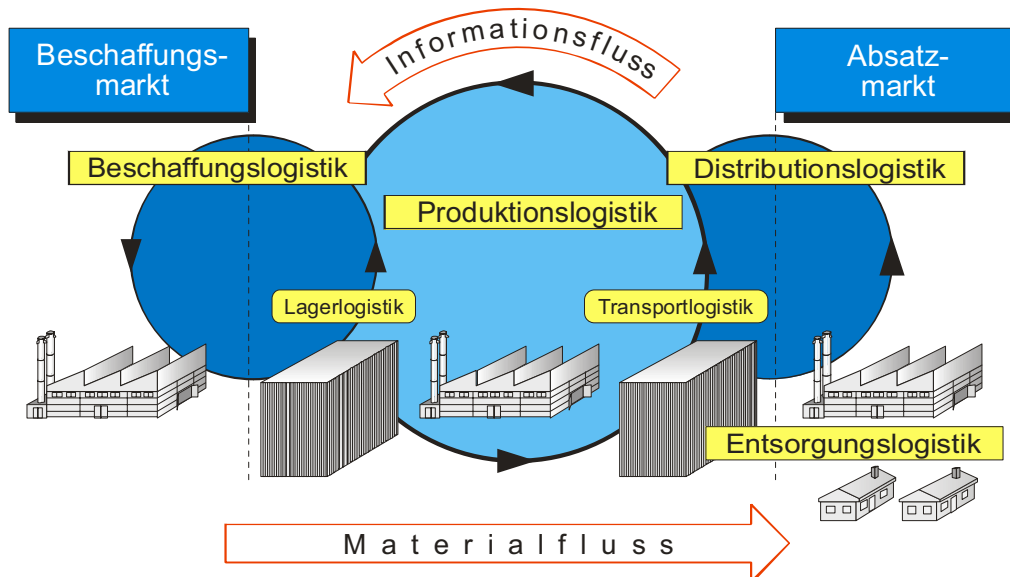 Informationsfluss
Beschaffungs-
markt
Absatz-
markt
Beschaffungslogistik
Distributionslogistik
Produktionslogistik
Lagerlogistik
Transportlogistik
Entsorgungslogistik
Materialfluss